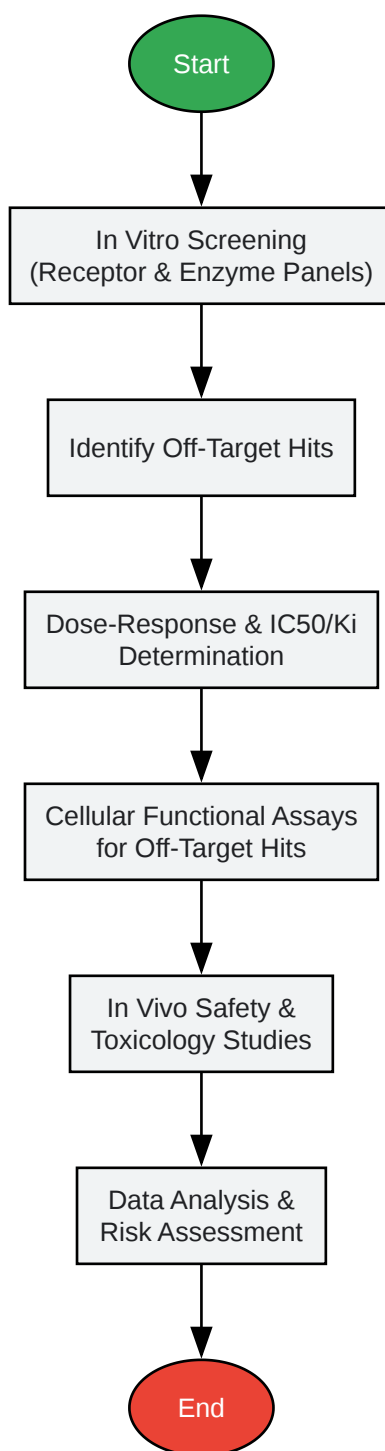 Start
In Vitro Screening
(Receptor & Enzyme Panels)
Identify Off-Target Hits
Dose-Response & IC50/Ki
Determination
Cellular Functional Assays
for Off-Target Hits
In Vivo Safety &
Toxicology Studies
Data Analysis &
Risk Assessment
End